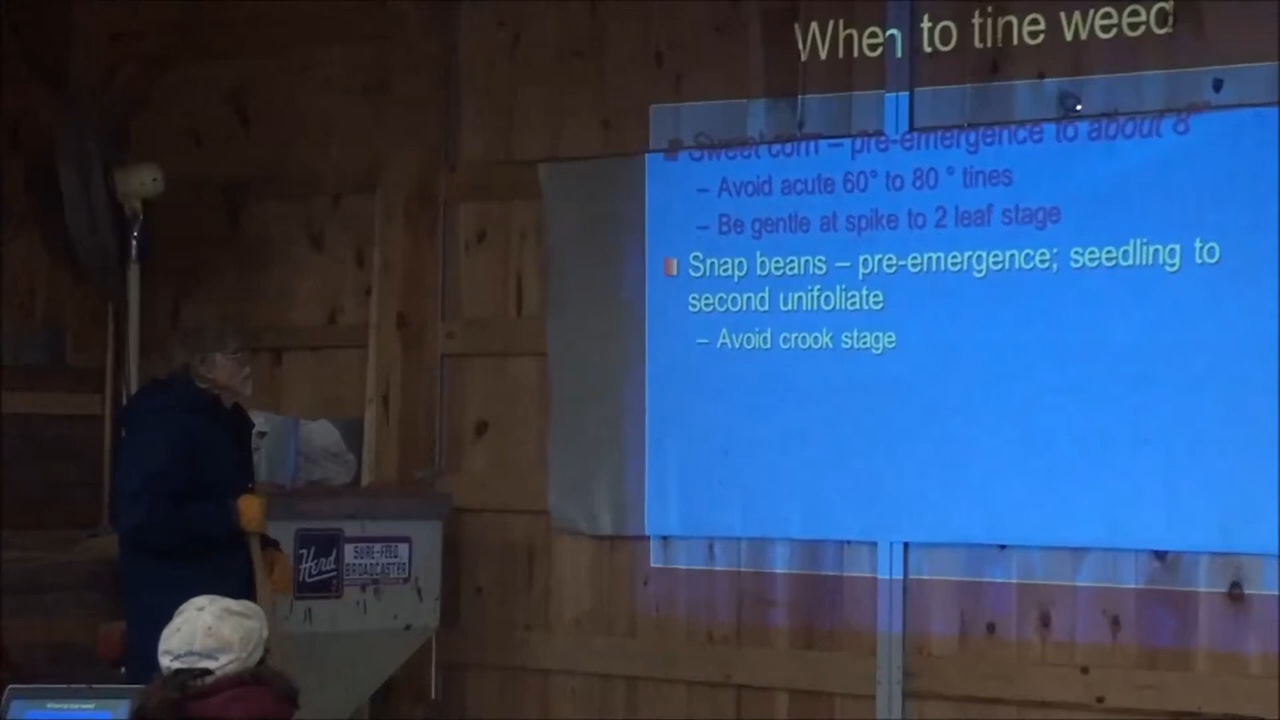 When to tine weed
Sweet corn – pre-emergence to about 8"
– Avoid acute 60° to 80 ° tines
– Be gentle at spike to 2 leaf stage
Snap beans – pre-emergence; seedling to
second unifoliate
– Avoid crook stage
Herd
SURE-FEED
BROADCASTER